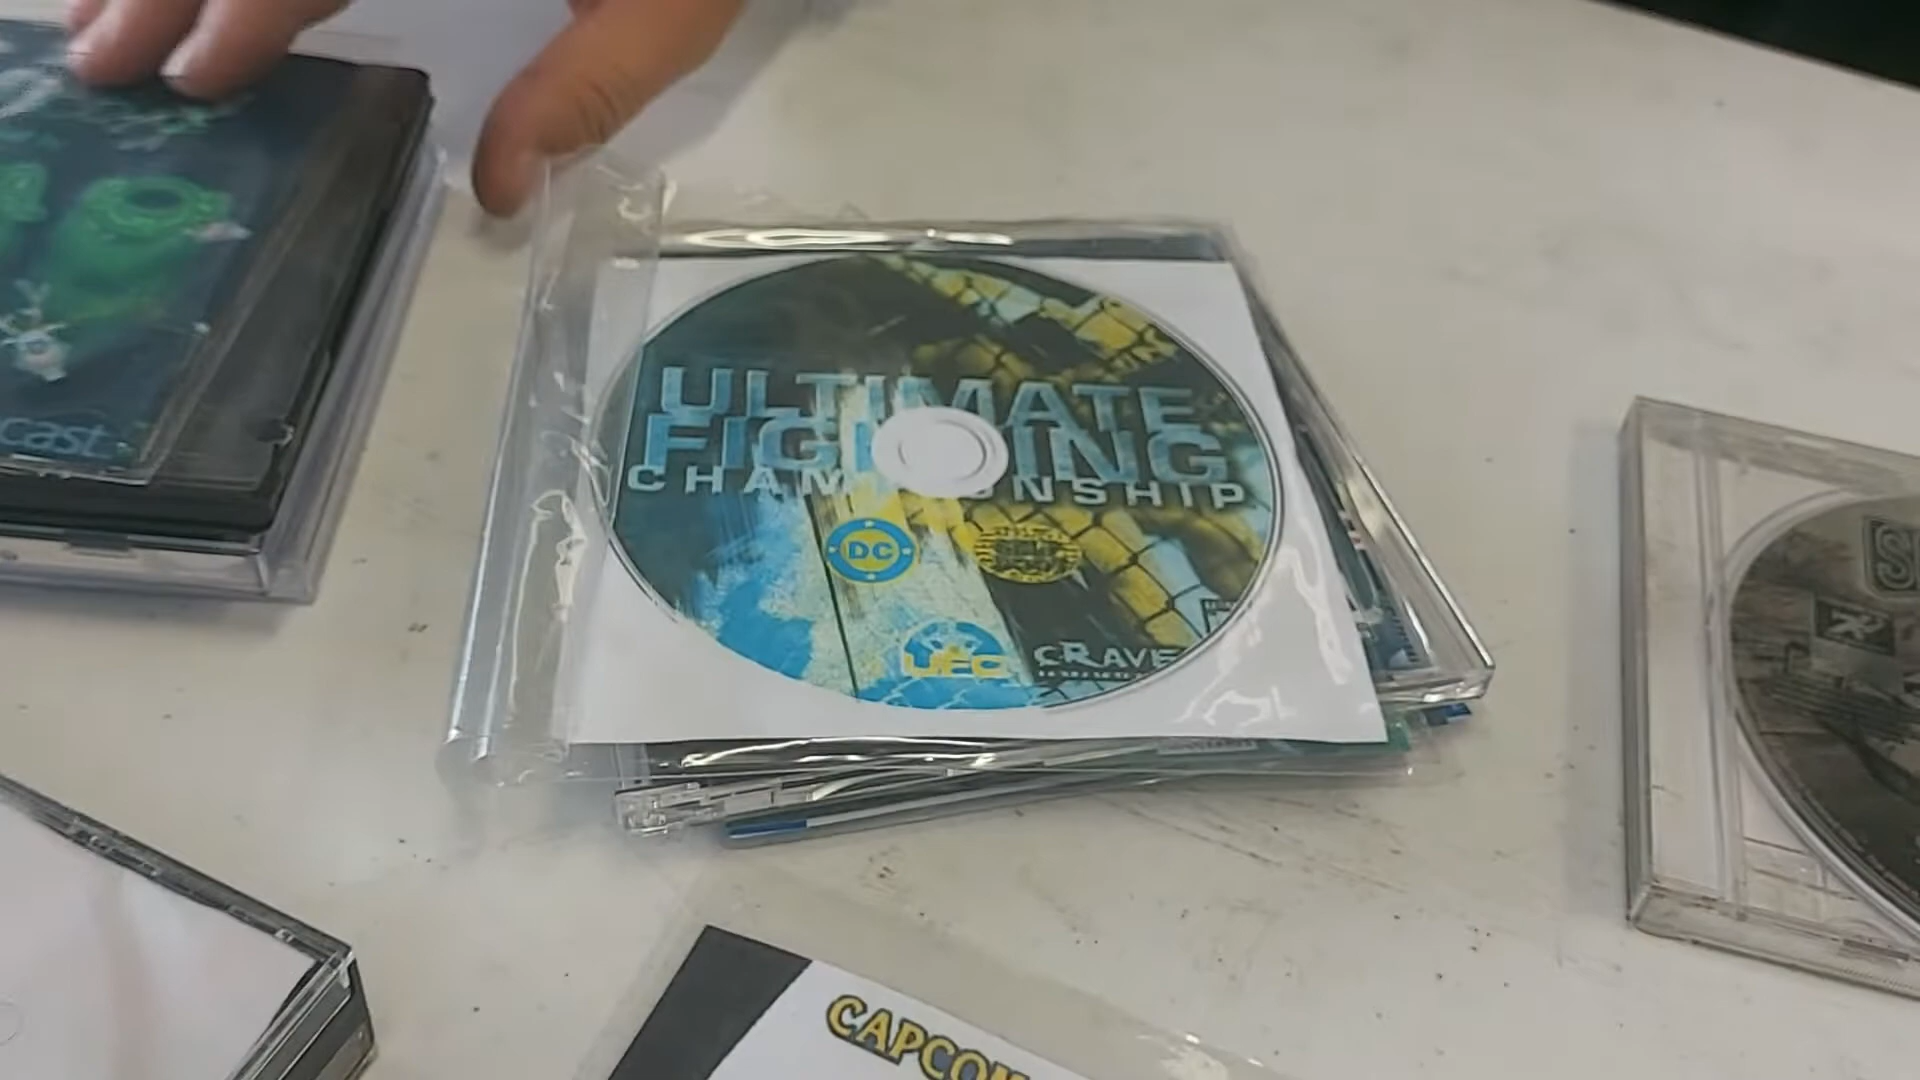 cast
ULTIMATE
FIGHTING
CHAMPIONSHIP
DC
UFC
CRAVE
CAPCOM